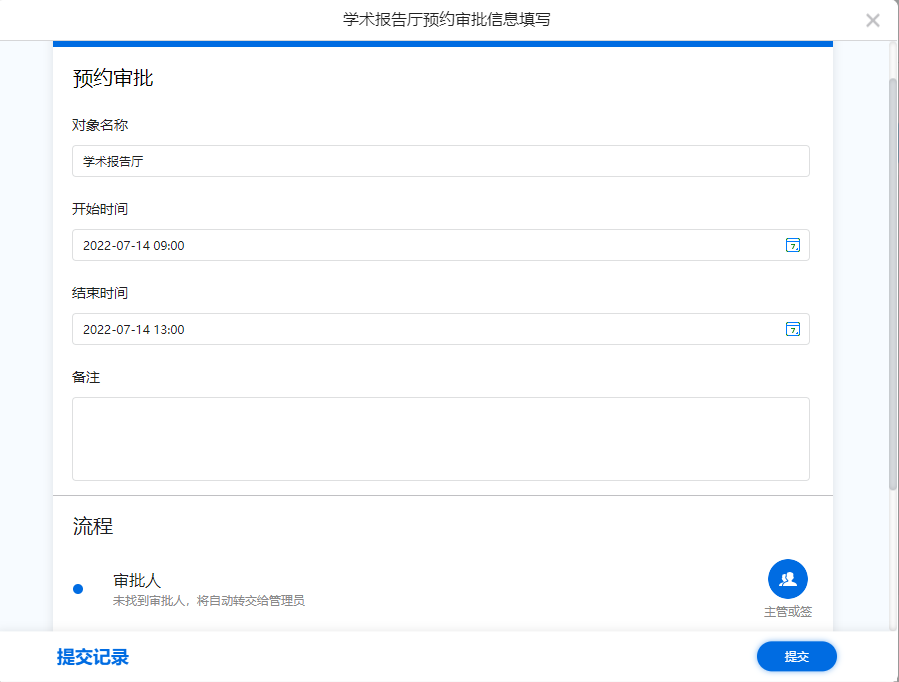 学术报告厅预约审批信息填写
预约审批
对象名称
学术报告厅
开始时间
2022-07-14 09:00
7
结束时间
2022-07-14 13:00
7
备注
流程
审批人
未找到审批人，将自动转交给管理员
主管或签
提交记录
提交